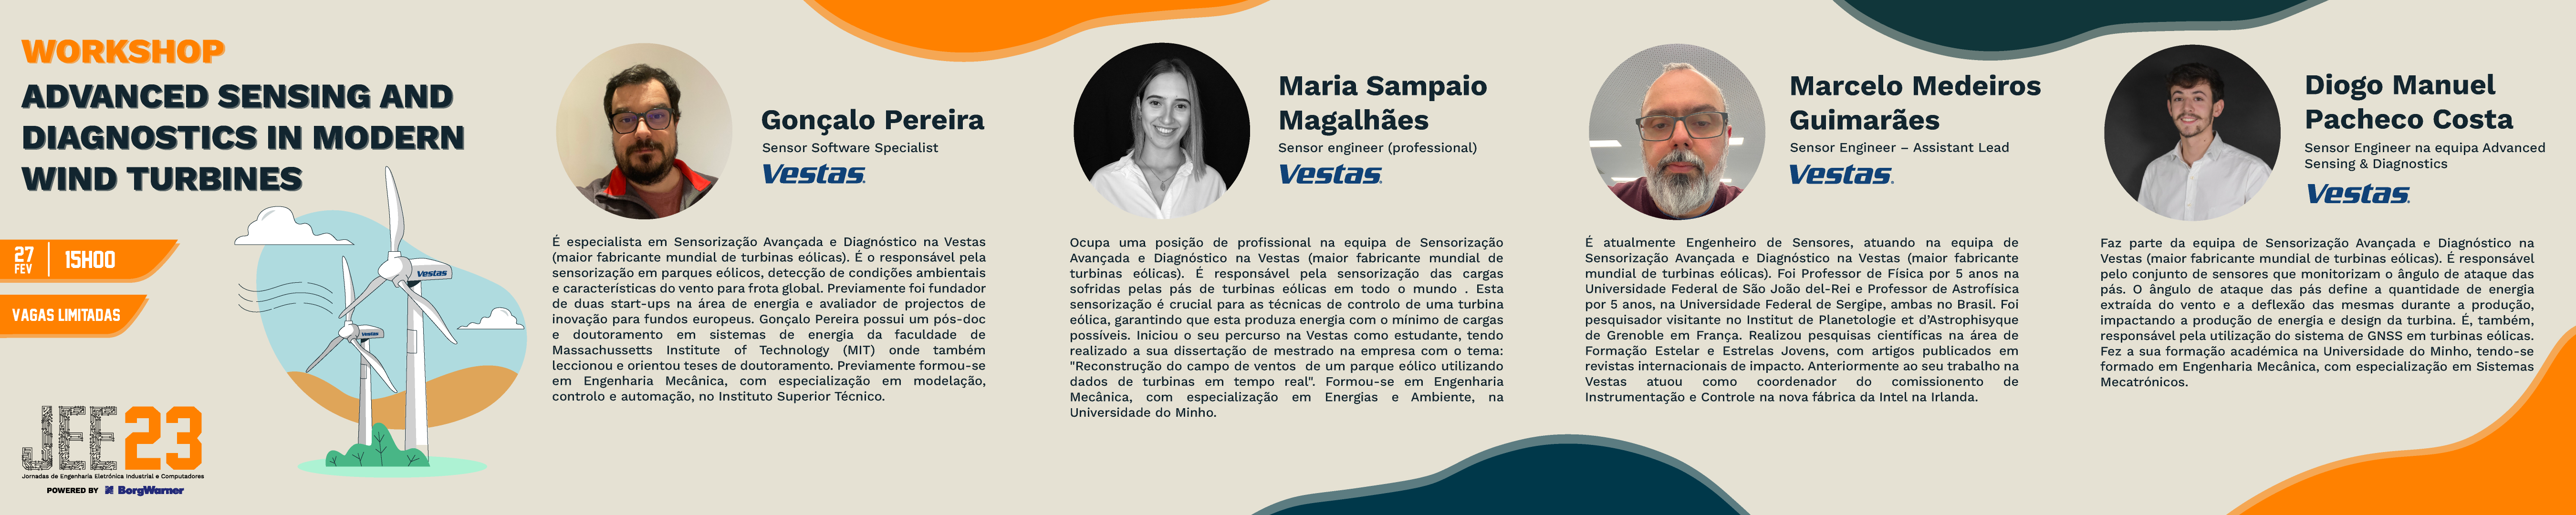 WORKSHOP
ADVANCED SENSING AND
DIAGNOSTICS IN MODERN
WIND TURBINES
27
FEV
15H00
VAGAS LIMITADAS
Vestas
Vestas
JEE23
Jornadas de Engenharia Eletrónica Industrial e Computadores
POWERED BY BorgWarner
Gonçalo Pereira
Sensor Software Specialist
Vestas.
É especialista em Sensorização Avançada e Diagnóstico na Vestas
(maior fabricante mundial de turbinas eólicas). É o responsável pela
sensorização em parques eólicos, detecção de condições ambientais
e características do vento para frota global. Previamente foi fundador
de duas start-ups na área de energia e avaliador de projectos de
inovação para fundos europeus. Gonçalo Pereira possui um pós-doc
e doutoramento em sistemas de energia da faculdade de
Massachussetts Institute of Technology (MIT) onde também
leccionou e orientou teses de doutoramento. Previamente formou-se
em Engenharia Mecânica, com especialização em modelação,
controlo e automação, no Instituto Superior Técnico.
Maria Sampaio
Magalhães
Sensor engineer (professional)
Vestas.
Ocupa uma posição de profissional na equipa de Sensorização
Avançada e Diagnóstico na Vestas (maior fabricante mundial de
turbinas eólicas). É responsável pela sensorização das cargas
sofridas pelas pás de turbinas eólicas em todo o mundo . Esta
sensorização é crucial para as técnicas de controlo de uma turbina
eólica, garantindo que esta produza energia com o mínimo de cargas
possíveis. Iniciou o seu percurso na Vestas como estudante, tendo
realizado a sua dissertação de mestrado na empresa com o tema:
"Reconstrução do campo de ventos de um parque eólico utilizando
dados de turbinas em tempo real". Formou-se em Engenharia
Mecânica, com especialização em Energias e Ambiente, na
Universidade do Minho.
Marcelo Medeiros
Guimarães
Sensor Engineer – Assistant Lead
Vestas.
É atualmente Engenheiro de Sensores, atuando na equipa de
Sensorização Avançada e Diagnóstico na Vestas (maior fabricante
mundial de turbinas eólicas). Foi Professor de Física por 5 anos na
Universidade Federal de São João del-Rei e Professor de Astrofísica
por 5 anos, na Universidade Federal de Sergipe, ambas no Brasil. Foi
pesquisador visitante no Institut de Planetologie et d'Astrophisyque
de Grenoble em França. Realizou pesquisas científicas na área de
Formação Estelar e Estrelas Jovens, com artigos publicados em
revistas internacionais de impacto. Anteriormente ao seu trabalho na
Vestas atuou como coordenador do comissionento de
Instrumentação e Controle na nova fábrica da Intel na Irlanda.
Diogo Manuel
Pacheco Costa
Sensor Engineer na equipa Advanced
Sensing & Diagnostics
Vestas.
Faz parte da equipa de Sensorização Avançada e Diagnóstico na
Vestas (maior fabricante mundial de turbinas eólicas). É responsável
pelo conjunto de sensores que monitorizam o ângulo de ataque das
pás. O ângulo de ataque das pás define a quantidade de energia
extraída do vento e a deflexão das mesmas durante a produção,
impactando a produção de energia e design da turbina. É, também,
responsável pela utilização do sistema de GNSS em turbinas eólicas.
Fez a sua formação académica na Universidade do Minho, tendo-se
formado em Engenharia Mecânica, com especialização em Sistemas
Mecatrónicos.